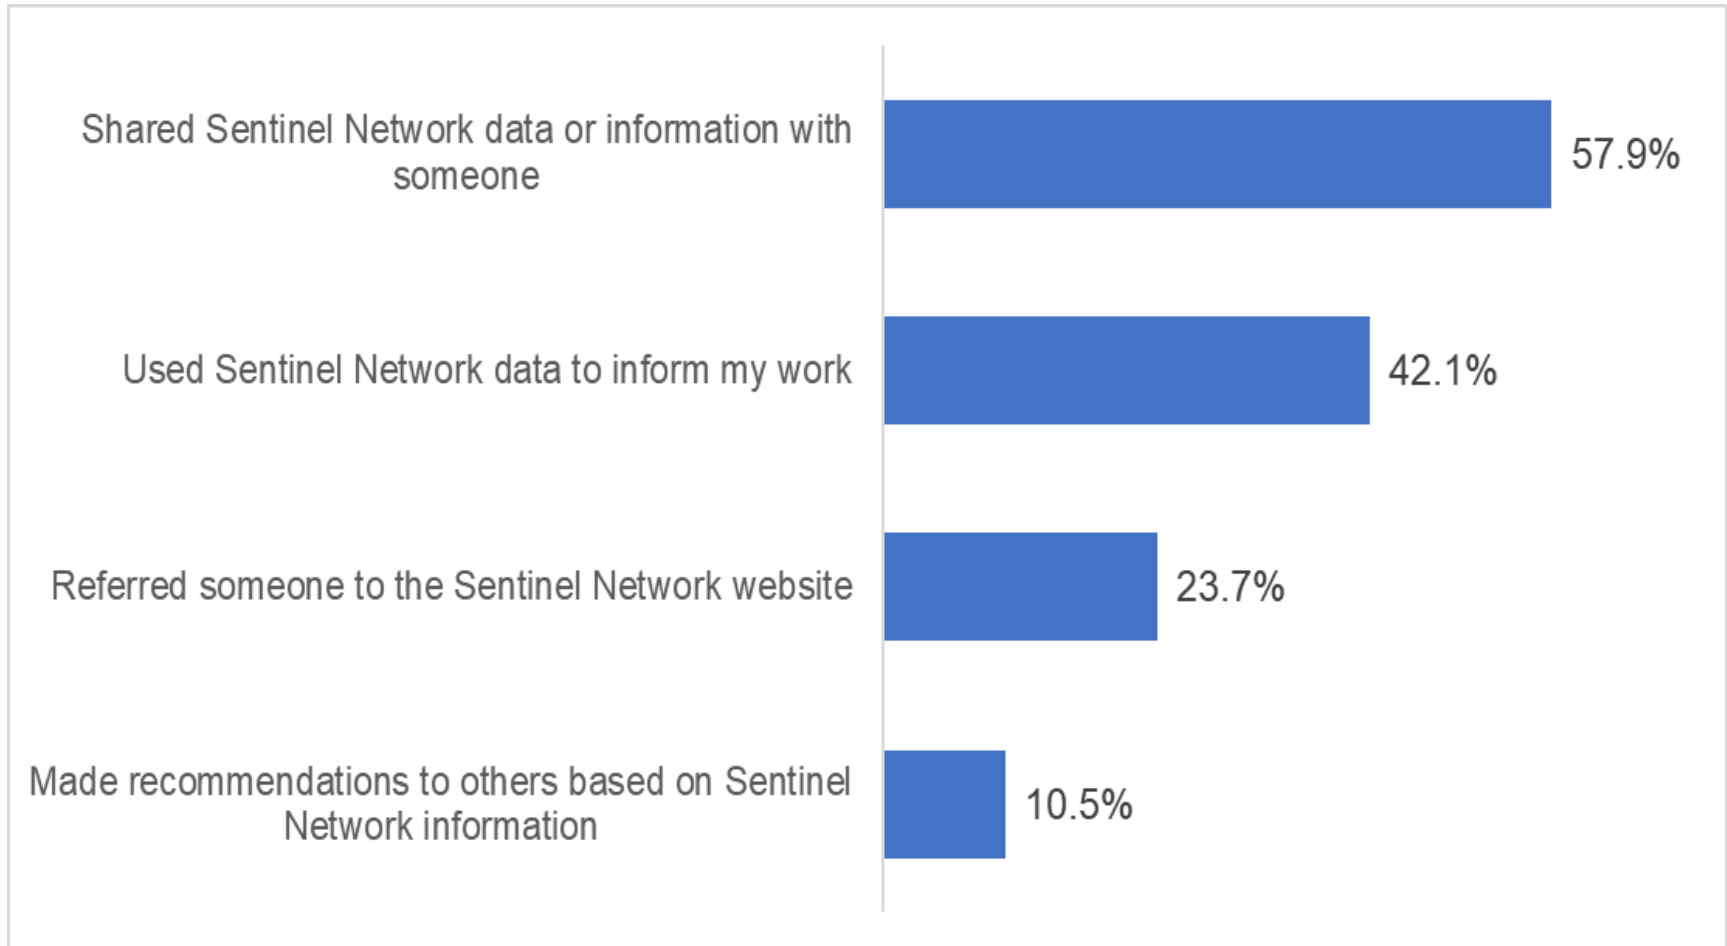 Shared Sentinel Network data or information with
someone
57.9%
Used Sentinel Network data to inform my work
42.1%
Referred someone to the Sentinel Network website
23.7%
Made recommendations to others based on Sentinel
Network information
10.5%